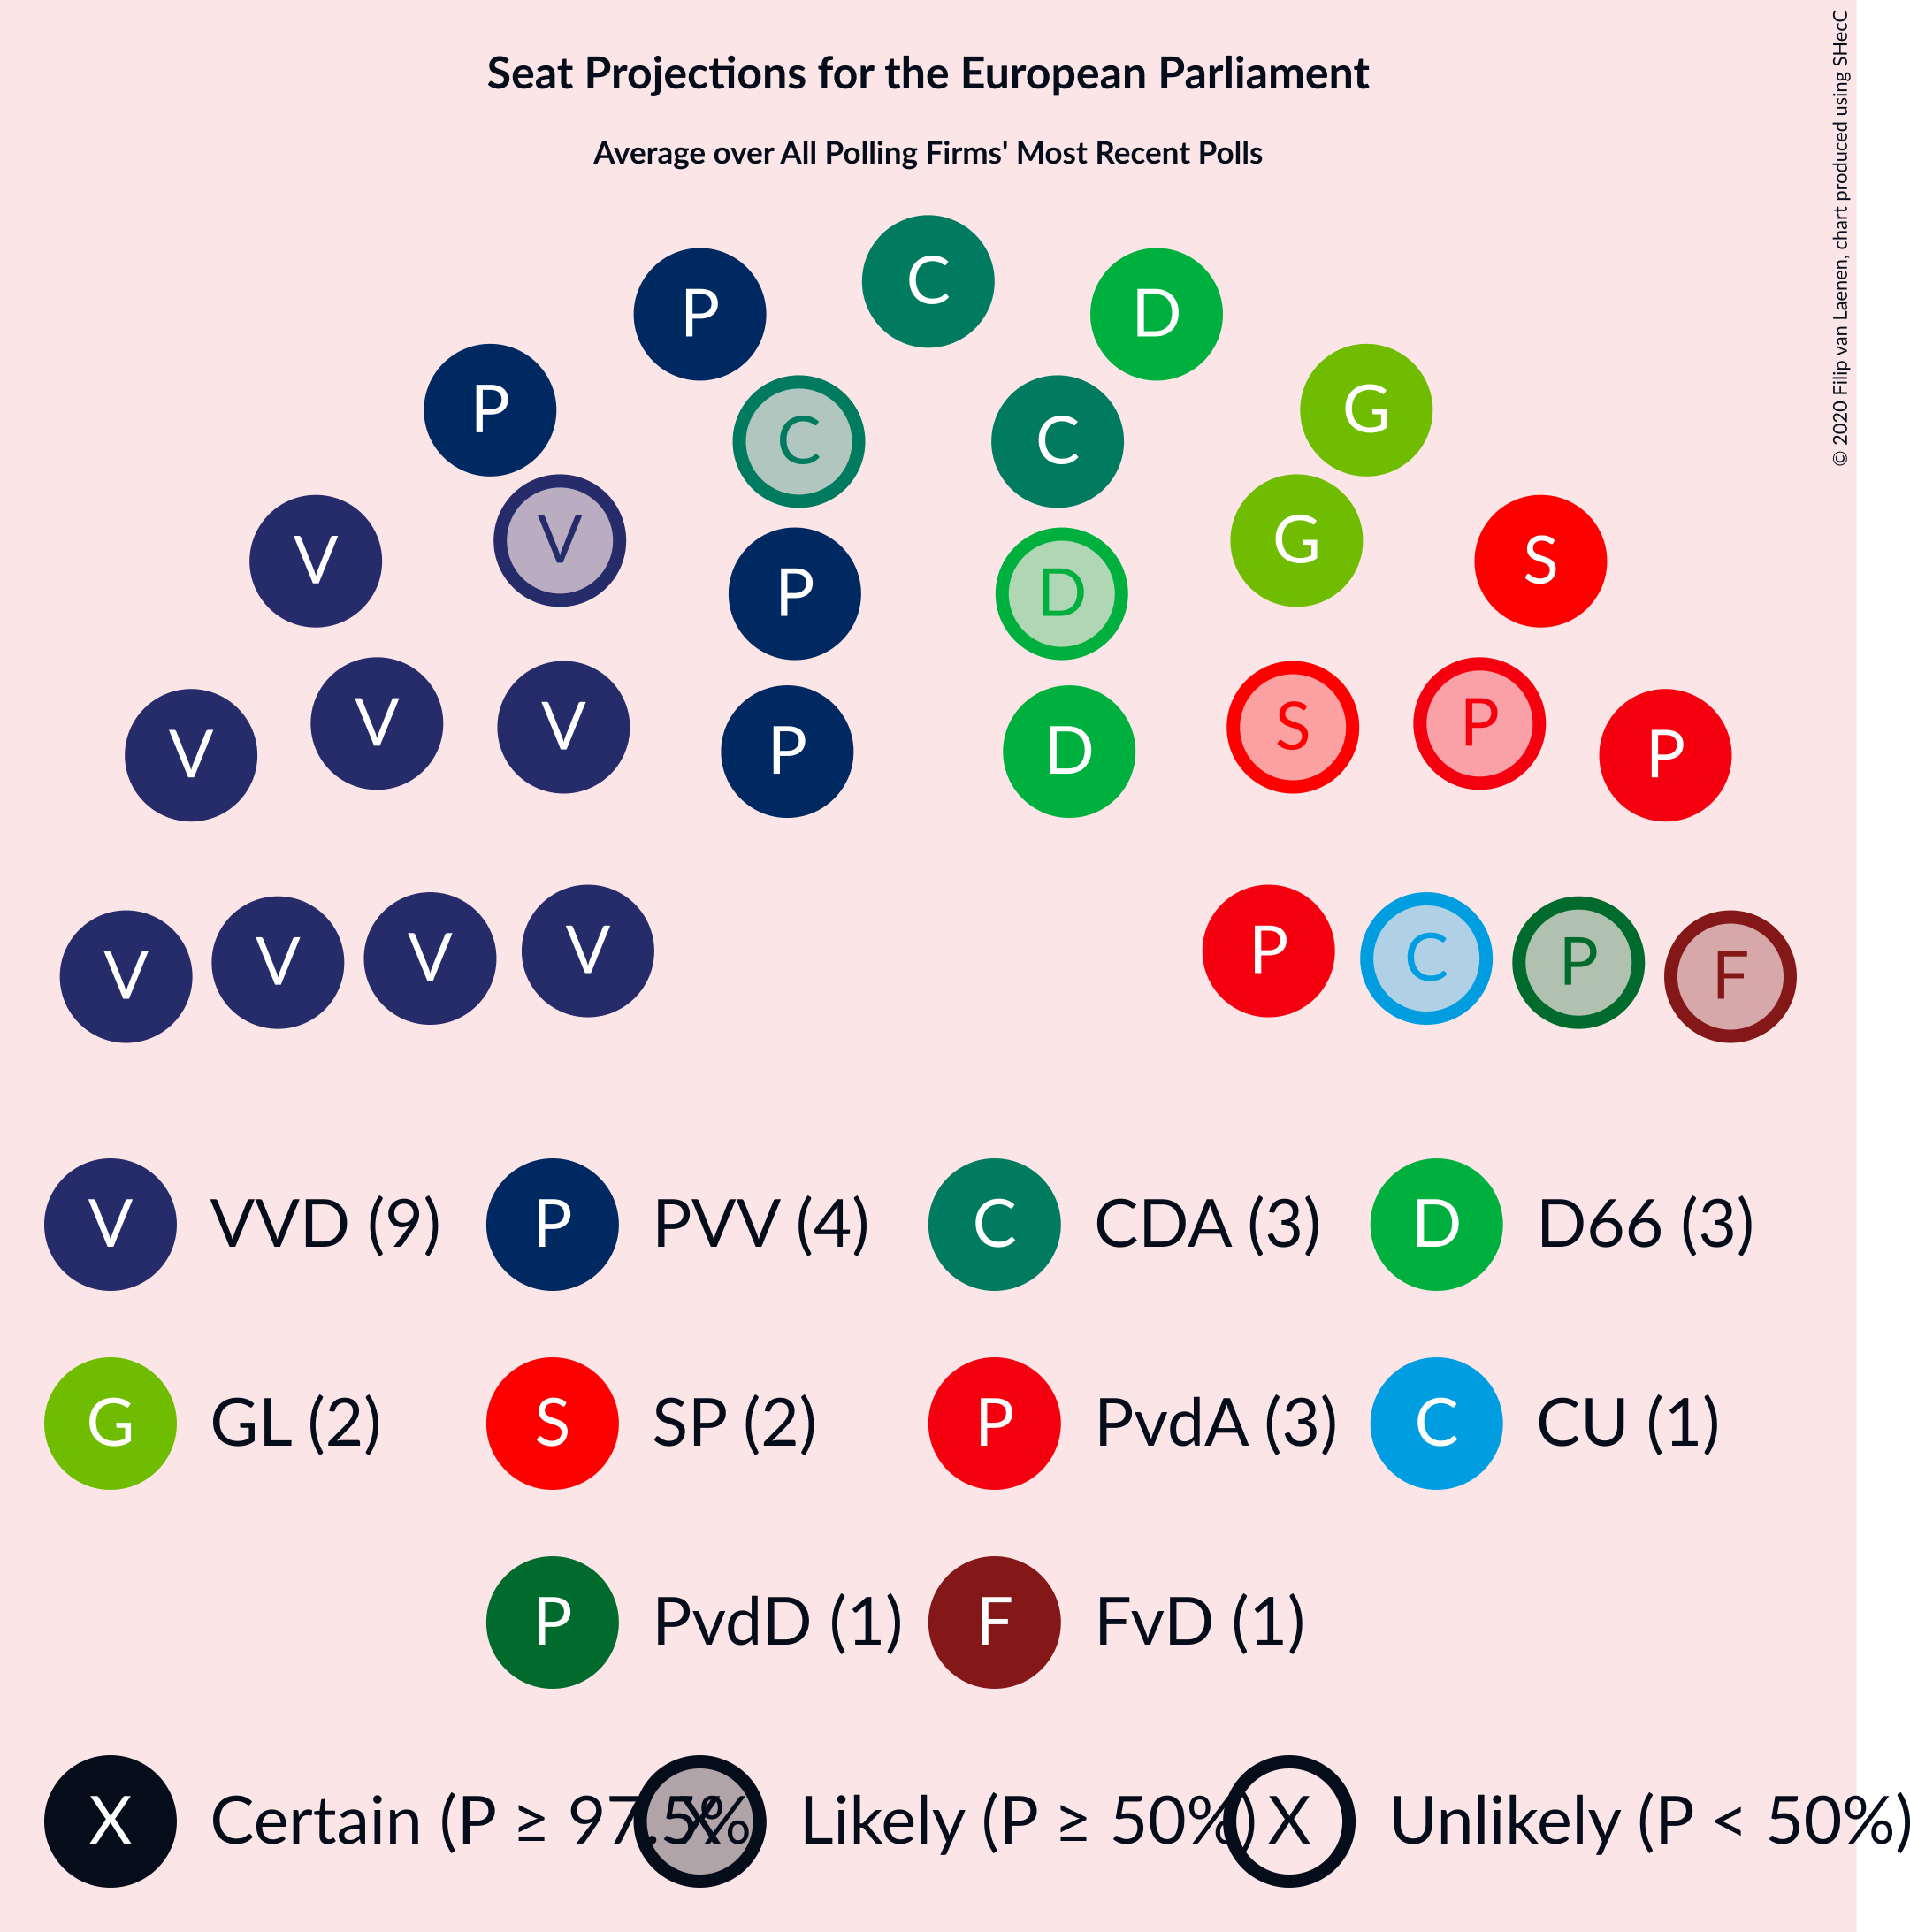 Seat Projections for the European Parliament
Average over All Polling Firms' Most Recent Polls
© 2020 Filip van Laenen, chart produced using SHecC
C
P D
P G
C C
V G
V S
P D
V P
V S
V P
P D
V P
V C
V P
V F
V VVD (9) P PVV (4) C CDA (3) D D66 (3)
G GL (2) S SP (2) P PvdA (3) C CU (1)
P PvdD (1) F FvD (1)
X Certain (P ≥ 97.5% X Likely (P ≥ 50%) X Unlikely (P < 50%)